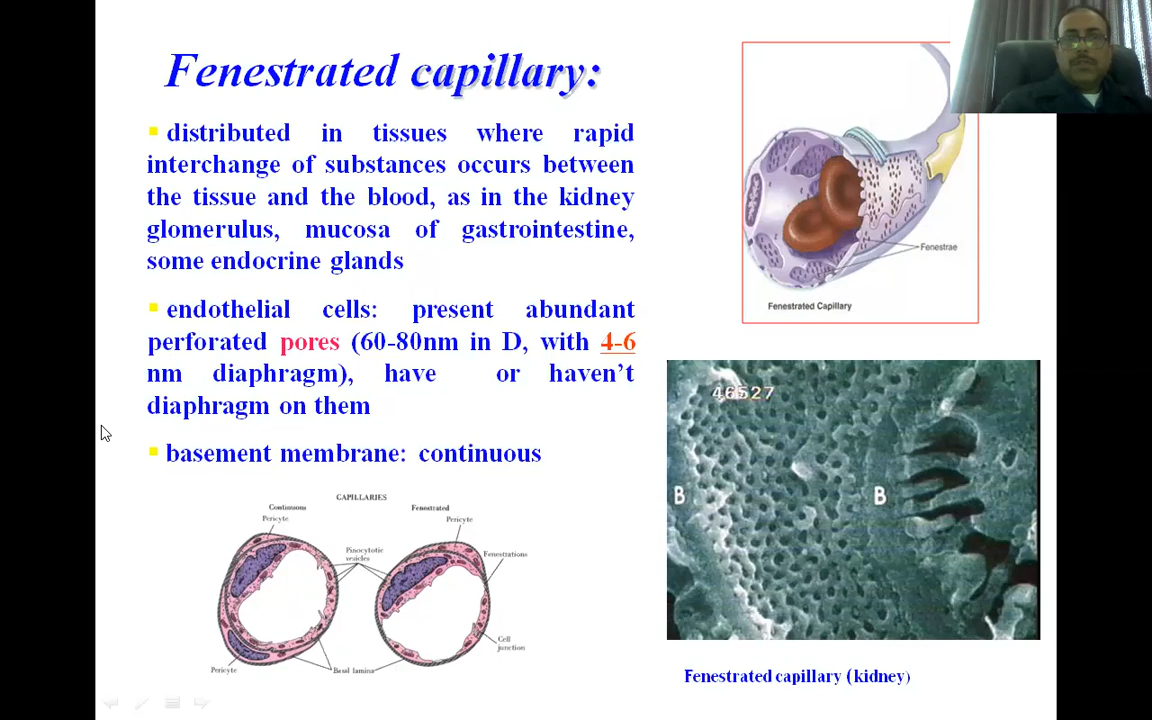 Fenestrated capillary:
distributed in tissues where rapid
interchange of substances occurs between
the tissue and the blood, as in the kidney
glomerulus, mucosa of gastrointestine,
some endocrine glands
endothelial cells: present abundant
perforated pores (60-80nm in D, with 4-6
nm diaphragm), have or haven't
diaphragm on them
basement membrane: continuous
CAPILLARIES
Continuous
Fenestrated
Pericyte
Pericyte
Pinocytotic
vesicles
Fenestrations
Cell
junction
Pericyte
Basal lamina
Fenestrae
Fenestrated Capillary
46527
B
B
Fenestrated capillary (kidney)